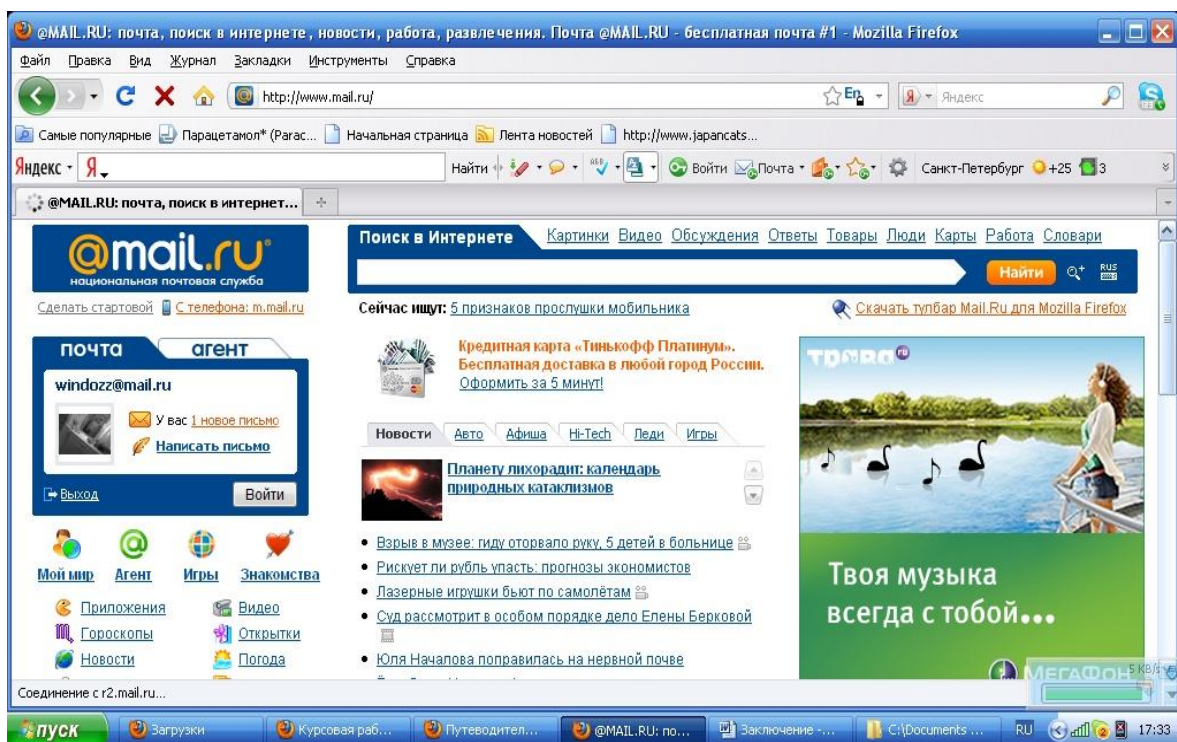 @MAIL.RU: почта, поиск в интернете, новости, работа, развлечения. Почта @MAIL.RU - бесплатная почта #1 - Mozilla Firefox
Файл Правка Вид Журнал Закладки Инструменты Справка
http://www.mail.ru/ En Я Яндекс
Самые популярные Парацетамол* (Parac... Начальная страница Лента новостей http://www.japancats...
Яндекс Я Найти Войти Почта Санкт-Петербург +25 3
@MAIL.RU: почта, поиск в интернет...
@mail.ru
национальная почтовая служба
Сделать стартовой С телефона: m.mail.ru
почта агент
windozz@mail.ru
У вас 1 новое письмо
Написать письмо
Выход Войти
Мой мир Агент Игры Знакомства
Приложения Видео
Гороскопы Открытки
Новости Погода
Поиск в Интернете Картинки Видео Обсуждения Ответы Товары Люди Карты Работа Словари
Найти RUS
Сейчас ищут: 5 признаков прослушки мобильника
Скачать тулбар Mail.Ru для Mozilla Firefox
Кредитная карта «Тинькофф Платинум».
Бесплатная доставка в любой город России.
Оформить за 5 минут!
Новости Авто Афиша Hi-Tech Леди Игры
Планету лихорадит: календарь
природных катаклизмов
Взрыв в музее: гиду оторвало руку, 5 детей в больнице
Рискует ли рубль упасть: прогнозы экономистов
Лазерные игрушки бьют по самолётам
Суд рассмотрит в особом порядке дело Елены Берковой
Юля Началова поправилась на нервной почве
трава ru
Твоя музыка
всегда с тобой...
МЕГАФОН
5 KB/s
Соединение с r2.mail.ru...
пуск Загрузки Курсовая раб... Путеводител... @MAIL.RU: по... Заключение -... C:\Documents ... RU 17:33